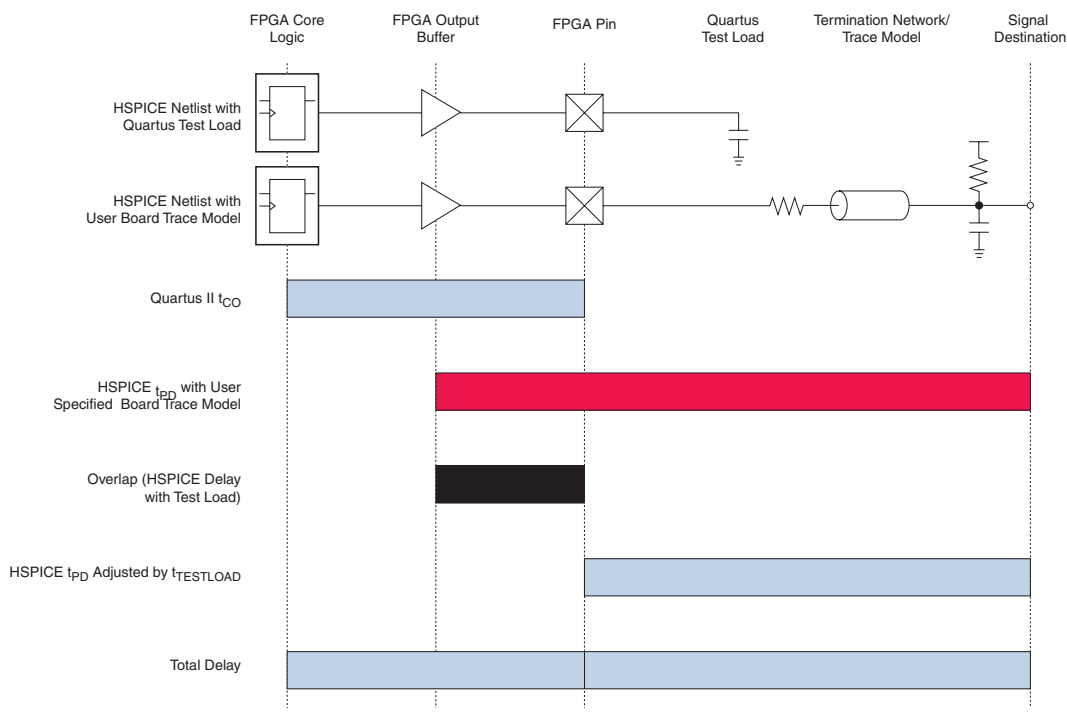 FPGA Core
Logic
FPGA Output
Buffer
FPGA Pin
Quartus
Test Load
Termination Network/
Trace Model
Signal
Destination
HSPICE Netlist with
Quartus Test Load
HSPICE Netlist with
User Board Trace Model
Quartus II tCO
HSPICE tPD with User
Specified Board Trace Model
Overlap (HSPICE Delay
with Test Load)
HSPICE tPD Adjusted by tTESTLOAD
Total Delay